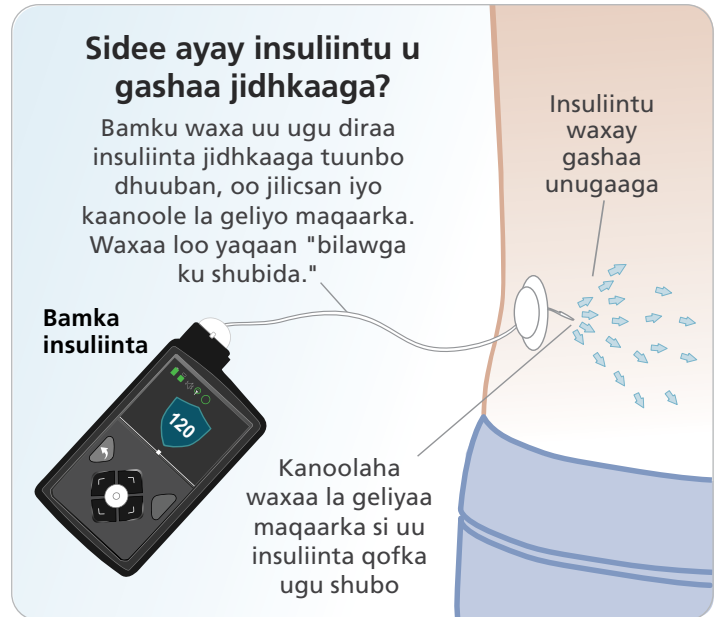 Sidee ayay insuliintu u
gashaa jidhkaaga?
Bamku waxa uu ugu diraa
insuliinta jidhkaaga tuunbo
dhuuban, oo jilicsan iyo
kaanoole la geliyo maqaarka.
Waxaa loo yaqaan "bilawga
ku shubida."
Insuliintu
waxay
gashaa
unugaaga
Bamka
insuliinta
120
Kanoolaha
waxaa la geliyaa
maqaarka si uu
insuliinta qofka
ugu shubo